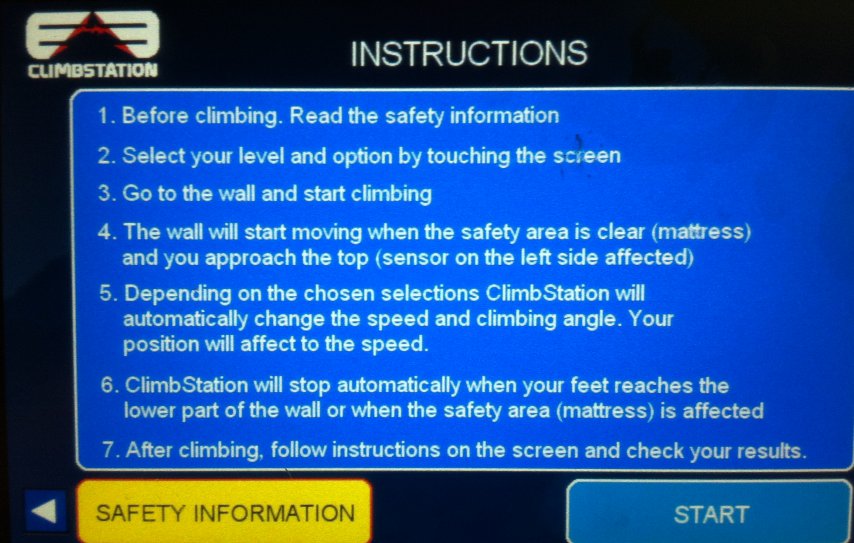 CLIMBSTATION
INSTRUCTIONS
1. Before climbing. Read the safety information
2. Select your level and option by touching the screen
3. Go to the wall and start climbing
4. The wall will start moving when the safety area is clear (mattress)
and you approach the top (sensor on the left side affected)
5. Depending on the chosen selections ClimbStation will
automatically change the speed and climbing angle. Your
position will affect to the speed.
6. ClimbStation will stop automatically when your feet reaches the
lower part of the wall or when the safety area (mattress) is affected
7. After climbing, follow instructions on the screen and check your results.
SAFETY INFORMATION
START